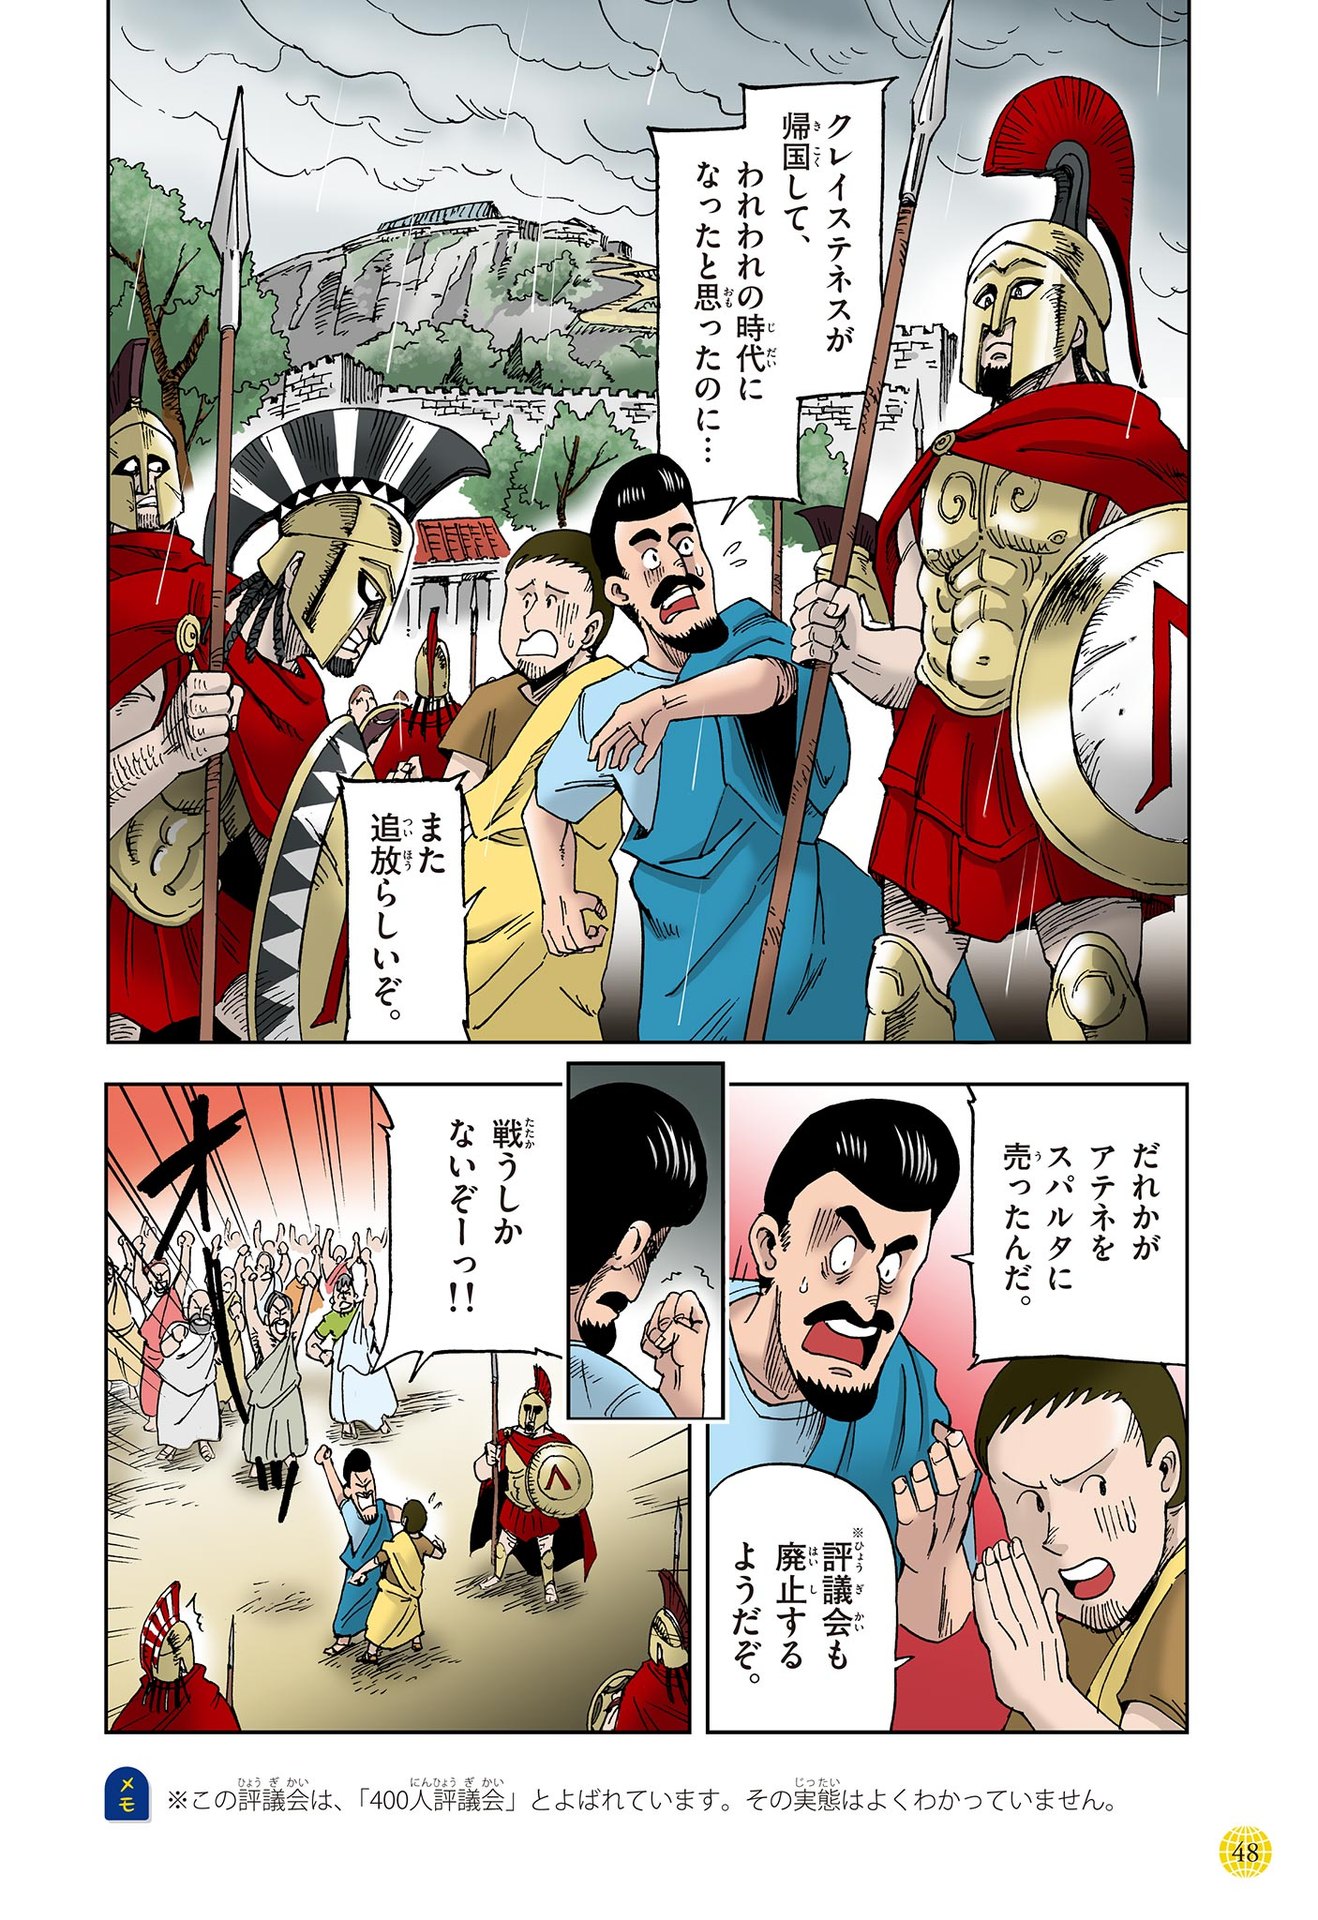 クレイステネスが
帰国して、
われわれの時代に
なったと思ったのに…
また
追放らしいぞ。
だれかが
アテネを
スパルタに
売ったんだ。
※評議会も
廃止する
ようだぞ。
戦うしか
ないぞーっ!!
オー
メモ
※この評議会は、「400人評議会」とよばれています。その実態はよくわかっていません。
48